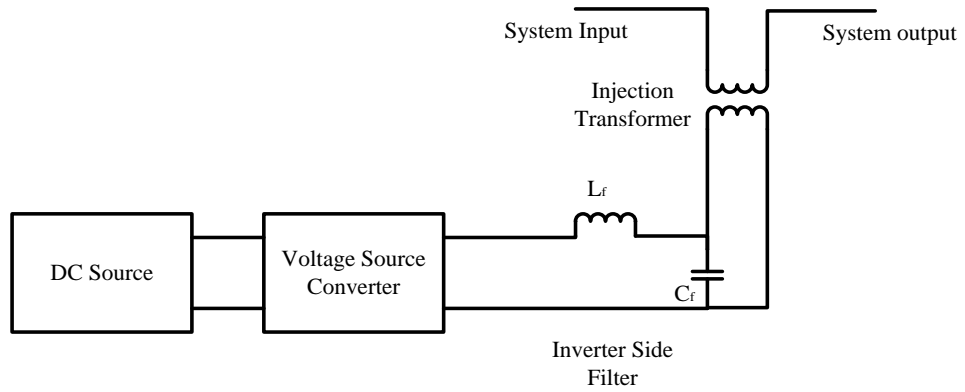 System Input
System output
Injection
Transformer
Lf
DC Source
Voltage Source
Converter
Cf
Inverter Side
Filter